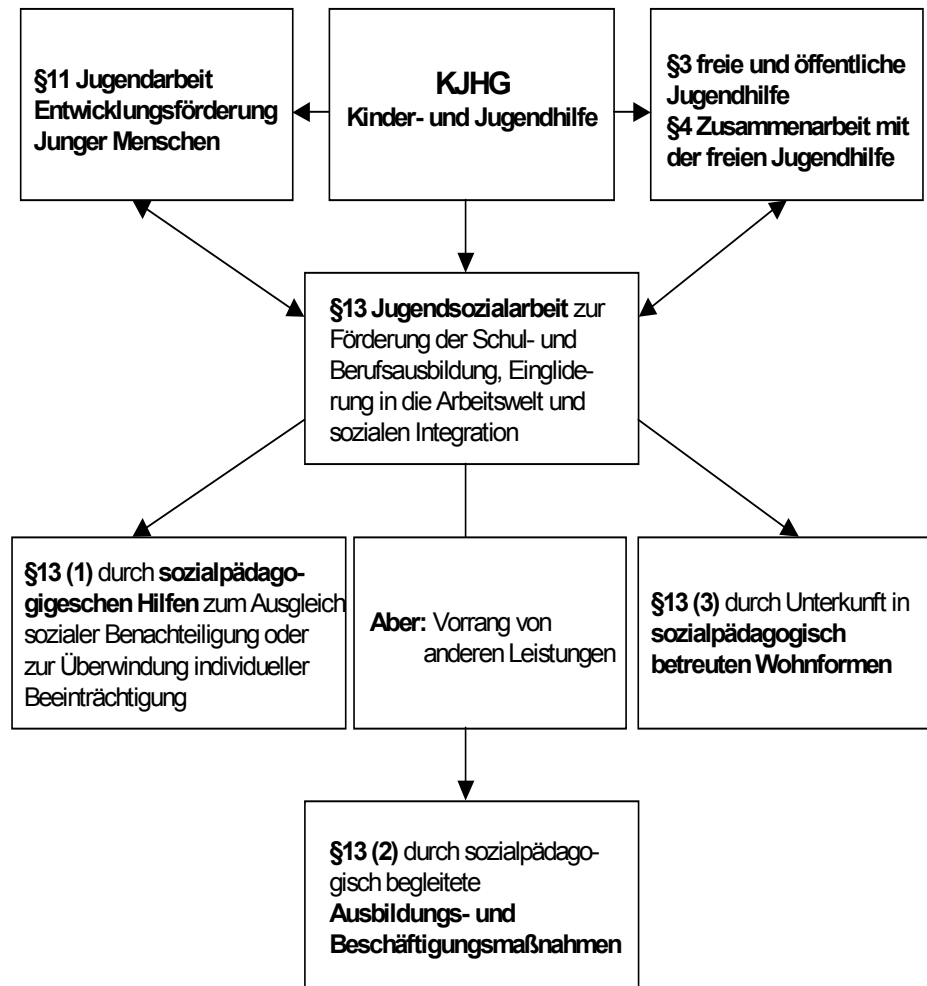 §11 Jugendarbeit
Entwicklungsförderung
Junger Menschen
KJHG
Kinder- und Jugendhilfe
§3 freie und öffentliche
Jugendhilfe
§4 Zusammenarbeit mit
der freien Jugendhilfe
§13 Jugendsozialarbeit zur
Förderung der Schul- und
Berufsausbildung, Einglide-
rung in die Arbeitswelt und
sozialen Integration
§13 (1) durch sozialpädago-
gigeschen Hilfen zum Ausgleich
sozialer Benachteiligung oder
zur Überwindung individueller
Beeinträchtigung
Aber: Vorrang von
anderen Leistungen
§13 (3) durch Unterkunft in
sozialpädagogisch
betreuten Wohnformen
§13 (2) durch sozialpädago-
gisch begleitete
Ausbildungs- und
Beschäftigungsmaßnahmen